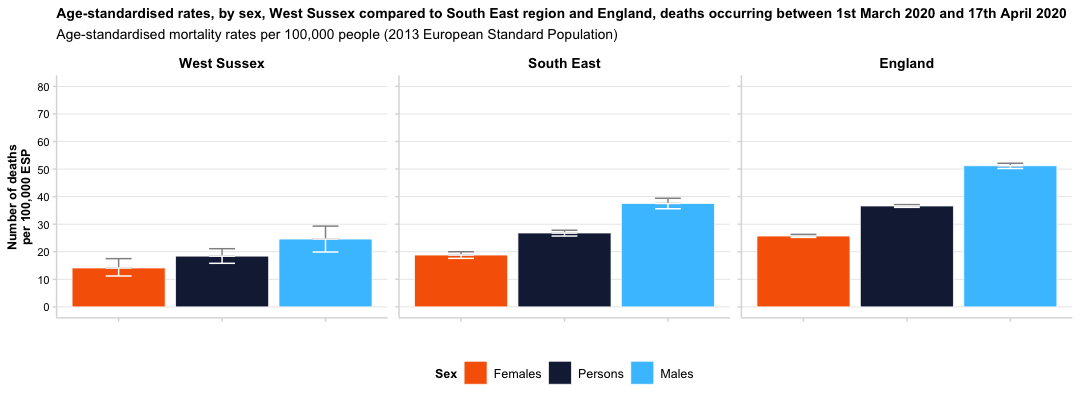 Age-standardised rates, by sex, West Sussex compared to South East region and England, deaths occurring between 1st March 2020 and 17th April 2020
Age-standardised mortality rates per 100,000 people (2013 European Standard Population)
West Sussex
South East
England
Number of deaths
per 100,000 ESP
80
70
60
50
40
30
20
10
0
Sex
Females
Persons
Males